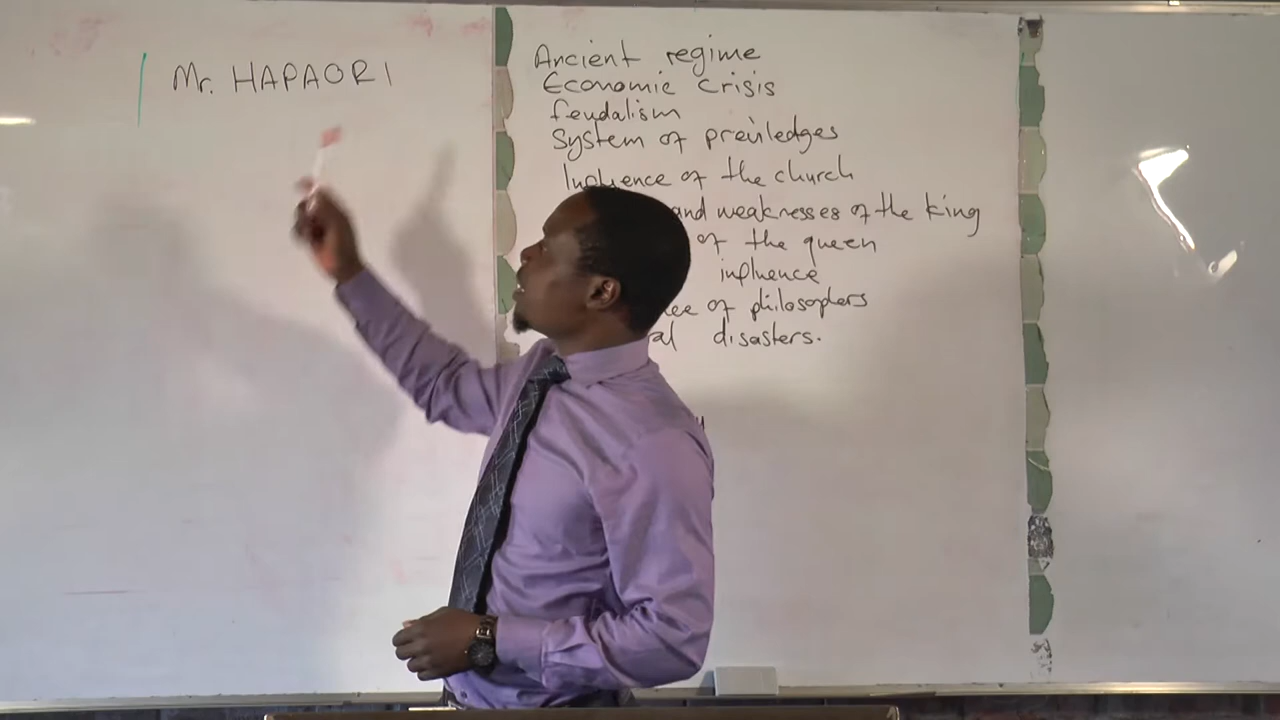 Mr. HAPAORI
Ancient regime
Economic crisis
feudalism
System of previledges
Influence of the church
and weaknesses of the king
of the queen
influence
of philosophers
disasters.